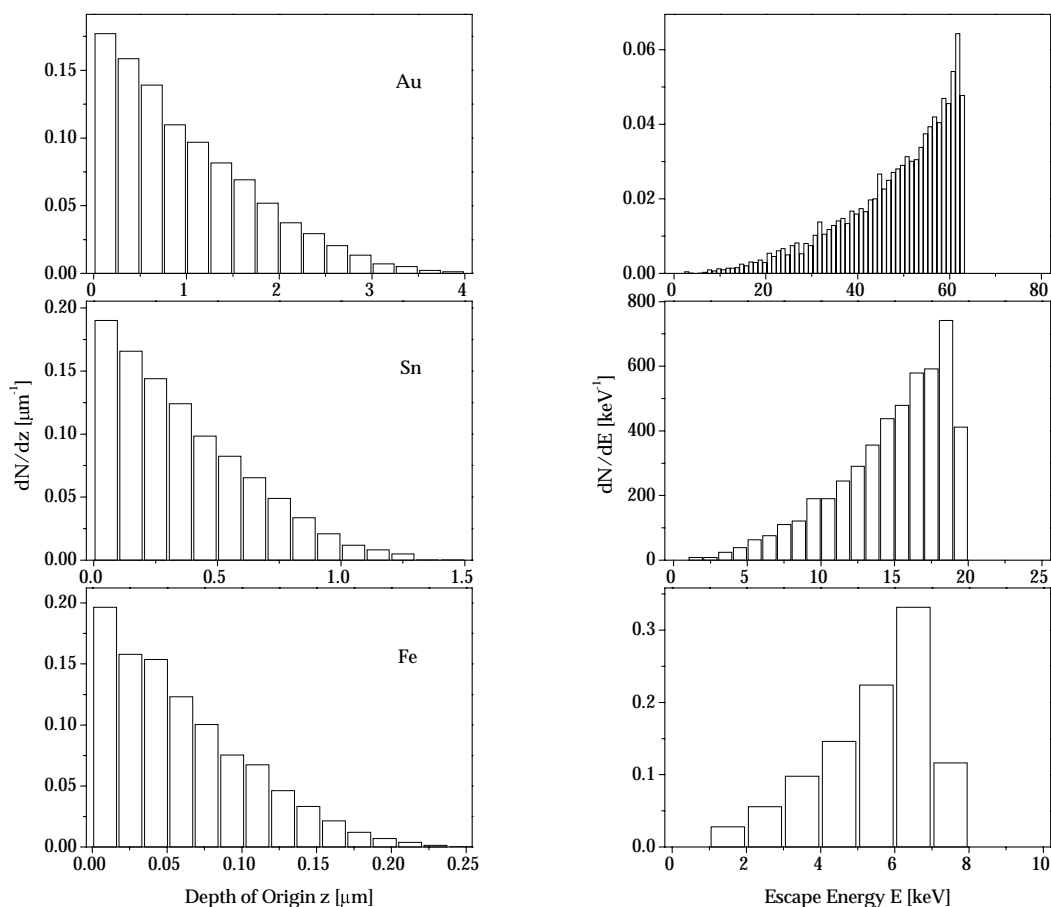 0.15
0.10
0.05
0.00
Au
0 1 2 3 4
0.06
0.04
0.02
0.00
0 20 40 60 80
dN/dz [μm-1]
0.20
0.15
0.10
0.05
0.00
Sn
0.0 0.5 1.0 1.5
dN/dE [keV-1]
800
600
400
200
0
0 5 10 15 20 25
0.20
0.15
0.10
0.05
0.00
Fe
0.00 0.05 0.10 0.15 0.20 0.25
Depth of Origin z [μm]
0.3
0.2
0.1
0.0
0 2 4 6 8 10
Escape Energy E [keV]